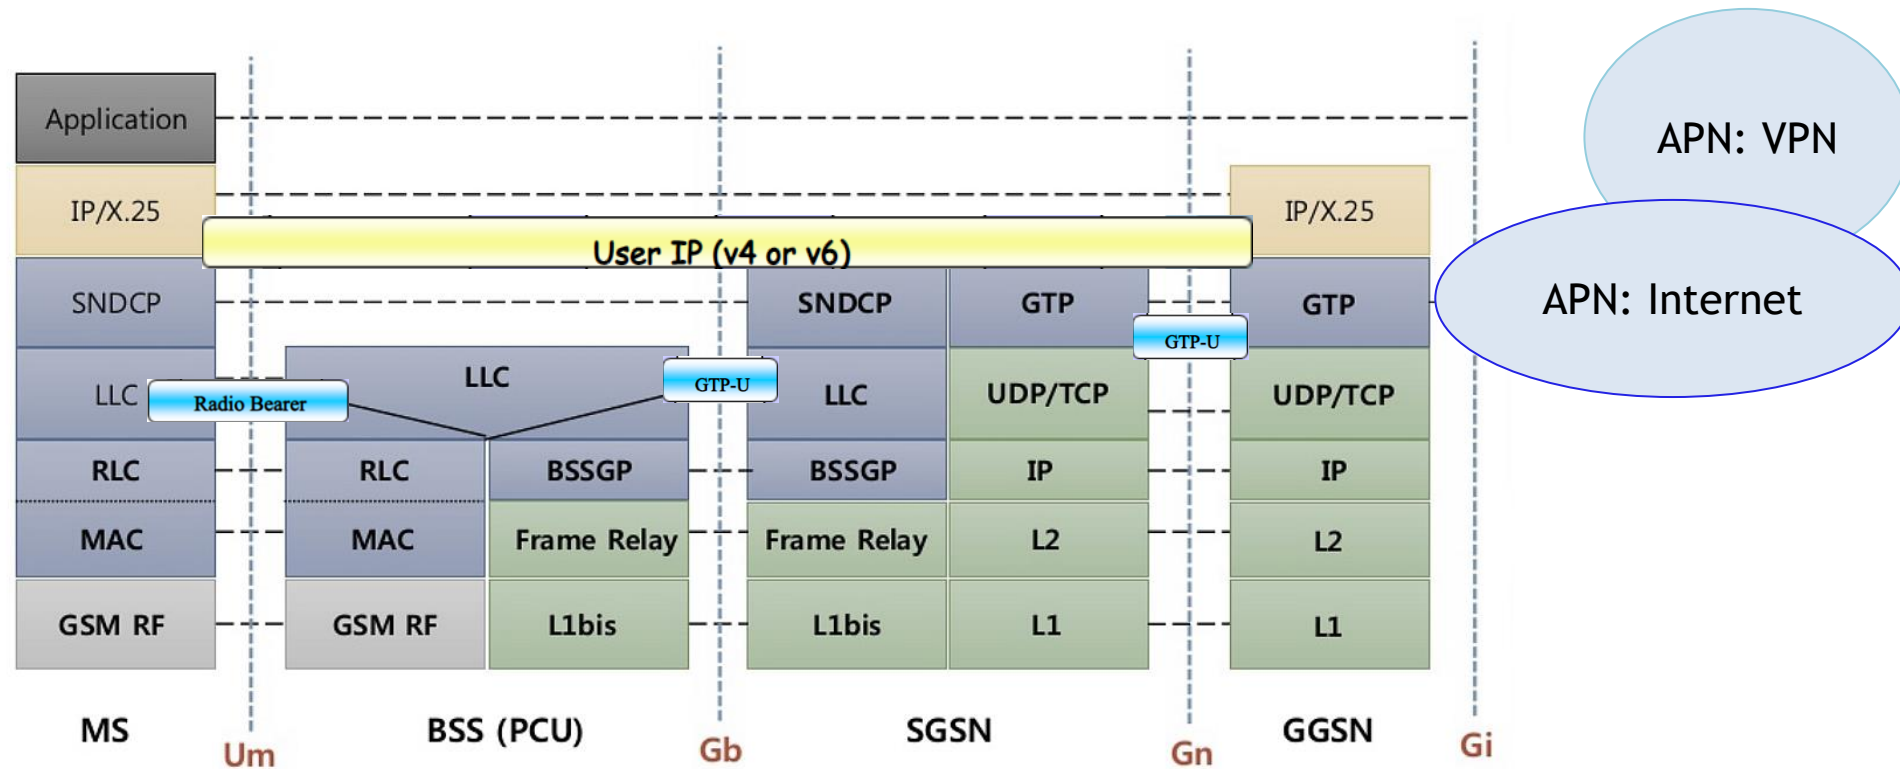 Application
APN: VPN
IP/X.25
IP/X.25
User IP (v4 or v6)
SNDCP
SNDCP
GTP
GTP
APN: Internet
GTP-U
LLC
Radio Bearer
LLC
GTP-U
LLC
UDP/TCP
UDP/TCP
RLC
RLC
BSSGP
BSSGP
IP
IP
MAC
MAC
Frame Relay
Frame Relay
L2
L2
GSM RF
GSM RF
L1bis
L1bis
L1
L1
MS
Um
BSS (PCU)
Gb
SGSN
Gn
GGSN
Gi